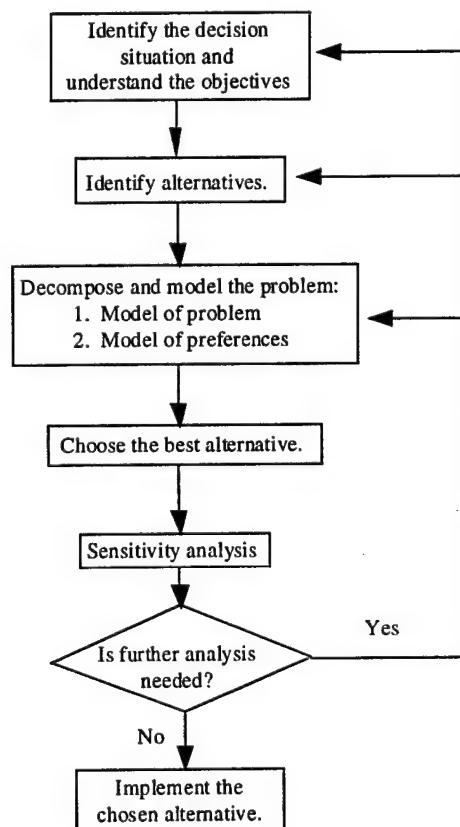 Identify the decision
situation and
understand the objectives
Identify alternatives.
Decompose and model the problem:
1. Model of problem
2. Model of preferences
Choose the best alternative.
Sensitivity analysis
Is further analysis
needed?
Yes
No
Implement the
chosen alternative.